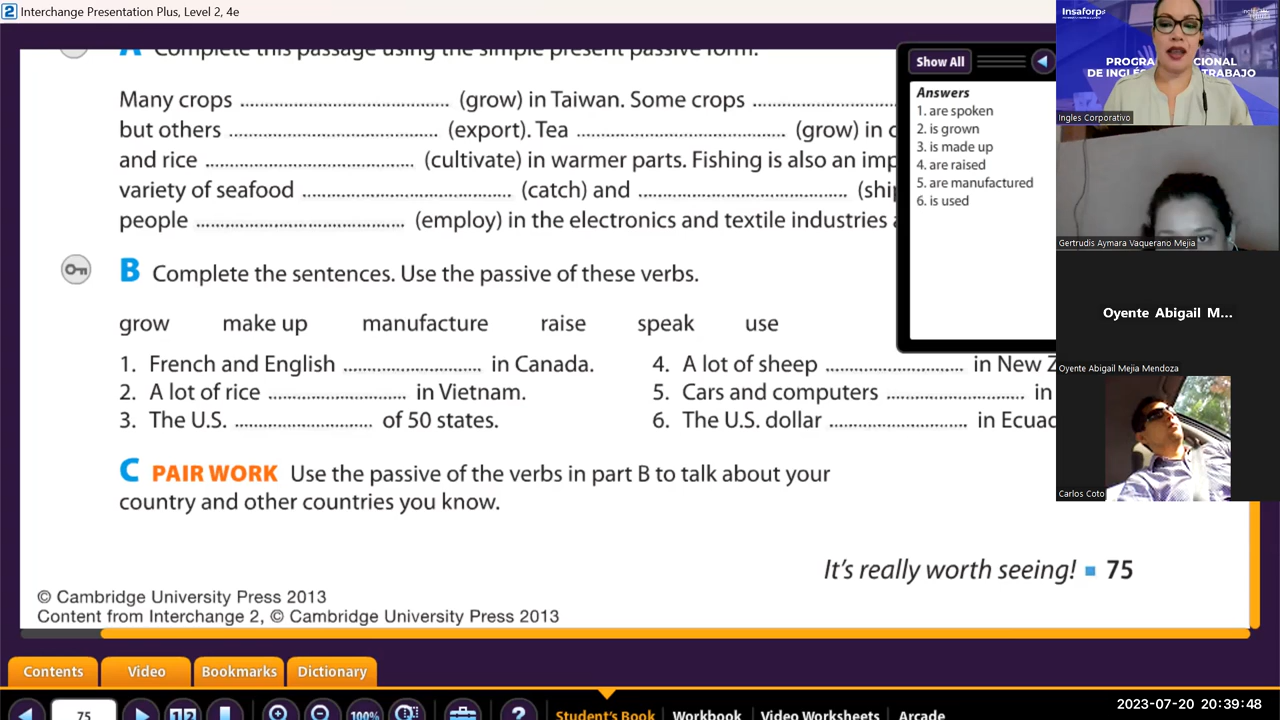 Interchange Presentation Plus, Level 2, 4e
A Complete this passage using the simple present passive form.
Many crops .................................................. (grow) in Taiwan. Some crops ..................................
but others .................................................. (export). Tea .................................................. (grow) in c
and rice .................................................. (cultivate) in warmer parts. Fishing is also an imp
variety of seafood .................................................. (catch) and .................................................. (ship
people .................................................. (employ) in the electronics and textile industries a
Show All
Answers
1. are spoken
2. is grown
3. is made up
4. are raised
5. are manufactured
6. is used
B Complete the sentences. Use the passive of these verbs.
grow make up manufacture raise speak use
1. French and English ................................. in Canada.
2. A lot of rice ................................. in Vietnam.
3. The U.S. ................................. of 50 states.
4. A lot of sheep ................................. in New Z
5. Cars and computers ................................. in
6. The U.S. dollar ................................. in Ecuad
C PAIR WORK Use the passive of the verbs in part B to talk about your
country and other countries you know.
It's really worth seeing! ■ 75
© Cambridge University Press 2013
Content from Interchange 2, © Cambridge University Press 2013
Contents Video Bookmarks Dictionary
75 1|2 100% ?
Student's Book Workbook Video Worksheets Arcade
Insaforp
Ingles Corporativo
Gertrudis Aymara Vaquerano Mejia
Oyente Abigail M...
Oyente Abigail Mejia Mendoza
Carlos Coto
2023-07-20 20:39:48